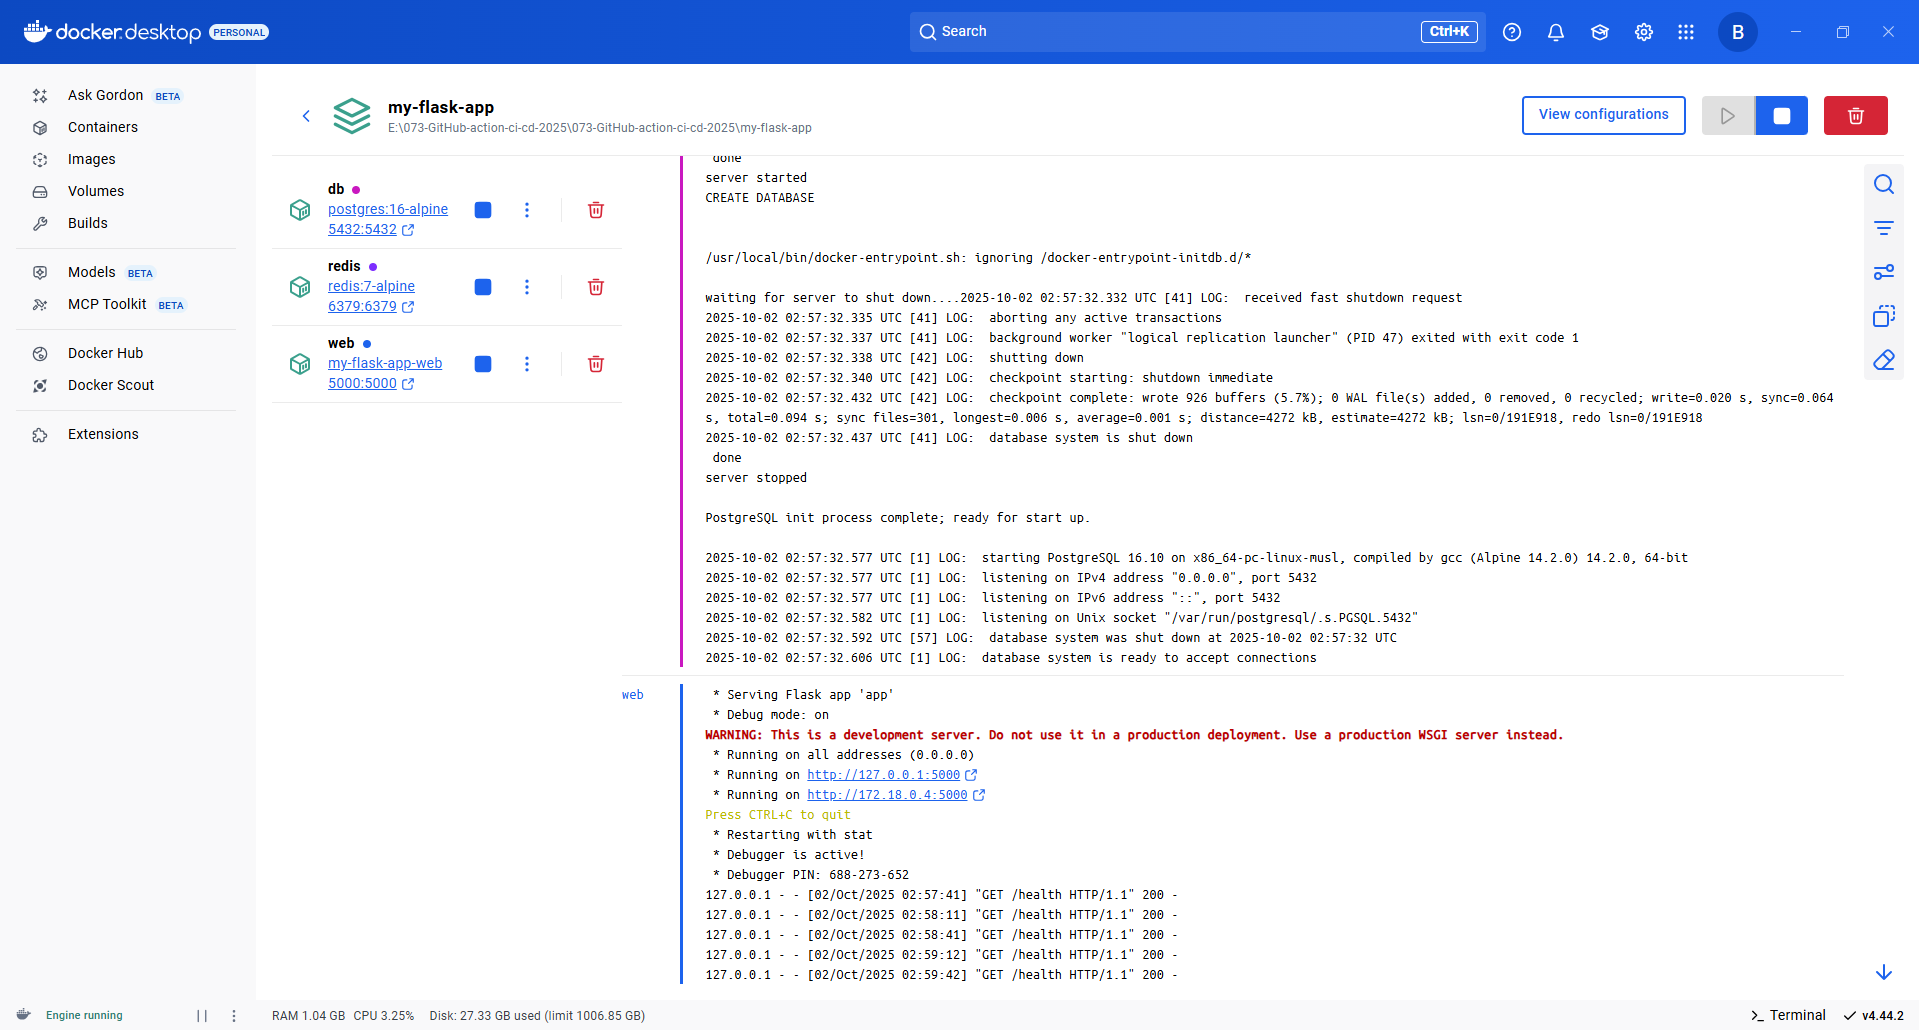 docker.desktop PERSONAL
Search
Ctrl+K
B
Ask Gordon BETA
Containers
Images
Volumes
Builds
Models BETA
MCP Toolkit BETA
Docker Hub
Docker Scout
Extensions
my-flask-app
E:\073-GitHub-action-ci-cd-2025\073-GitHub-action-ci-cd-2025\my-flask-app
View configurations
db
postgres:16-alpine
5432:5432
redis
redis:7-alpine
6379:6379
web
my-flask-app-web
5000:5000
done
server started
CREATE DATABASE
/usr/local/bin/docker-entrypoint.sh: ignoring /docker-entrypoint-initdb.d/*
waiting for server to shut down....2025-10-02 02:57:32.332 UTC [41] LOG:  received fast shutdown request
2025-10-02 02:57:32.335 UTC [41] LOG:  aborting any active transactions
2025-10-02 02:57:32.337 UTC [41] LOG:  background worker "logical replication launcher" (PID 47) exited with exit code 1
2025-10-02 02:57:32.338 UTC [42] LOG:  shutting down
2025-10-02 02:57:32.340 UTC [42] LOG:  checkpoint starting: shutdown immediate
2025-10-02 02:57:32.432 UTC [42] LOG:  checkpoint complete: wrote 926 buffers (5.7%); 0 WAL file(s) added, 0 removed, 0 recycled; write=0.020 s, sync=0.064
s, total=0.094 s; sync files=301, longest=0.006 s, average=0.001 s; distance=4272 kB, estimate=4272 kB; lsn=0/191E918, redo lsn=0/191E918
2025-10-02 02:57:32.437 UTC [41] LOG:  database system is shut down
done
server stopped
PostgreSQL init process complete; ready for start up.
2025-10-02 02:57:32.577 UTC [1] LOG:  starting PostgreSQL 16.10 on x86_64-pc-linux-musl, compiled by gcc (Alpine 14.2.0) 14.2.0, 64-bit
2025-10-02 02:57:32.577 UTC [1] LOG:  listening on IPv4 address "0.0.0.0", port 5432
2025-10-02 02:57:32.577 UTC [1] LOG:  listening on IPv6 address "::", port 5432
2025-10-02 02:57:32.582 UTC [1] LOG:  listening on Unix socket "/var/run/postgresql/.s.PGSQL.5432"
2025-10-02 02:57:32.592 UTC [57] LOG:  database system was shut down at 2025-10-02 02:57:32 UTC
2025-10-02 02:57:32.606 UTC [1] LOG:  database system is ready to accept connections
web
* Serving Flask app 'app'
* Debug mode: on
WARNING: This is a development server. Do not use it in a production deployment. Use a production WSGI server instead.
* Running on all addresses (0.0.0.0)
* Running on http://127.0.0.1:5000
* Running on http://172.18.0.4:5000
Press CTRL+C to quit
* Restarting with stat
* Debugger is active!
* Debugger PIN: 688-273-652
127.0.0.1 - - [02/Oct/2025 02:57:41] "GET /health HTTP/1.1" 200 -
127.0.0.1 - - [02/Oct/2025 02:58:11] "GET /health HTTP/1.1" 200 -
127.0.0.1 - - [02/Oct/2025 02:58:41] "GET /health HTTP/1.1" 200 -
127.0.0.1 - - [02/Oct/2025 02:59:12] "GET /health HTTP/1.1" 200 -
127.0.0.1 - - [02/Oct/2025 02:59:42] "GET /health HTTP/1.1" 200 -
Engine running
RAM 1.04 GB CPU 3.25% Disk: 27.33 GB used (limit 1006.85 GB)
Terminal
v4.44.2